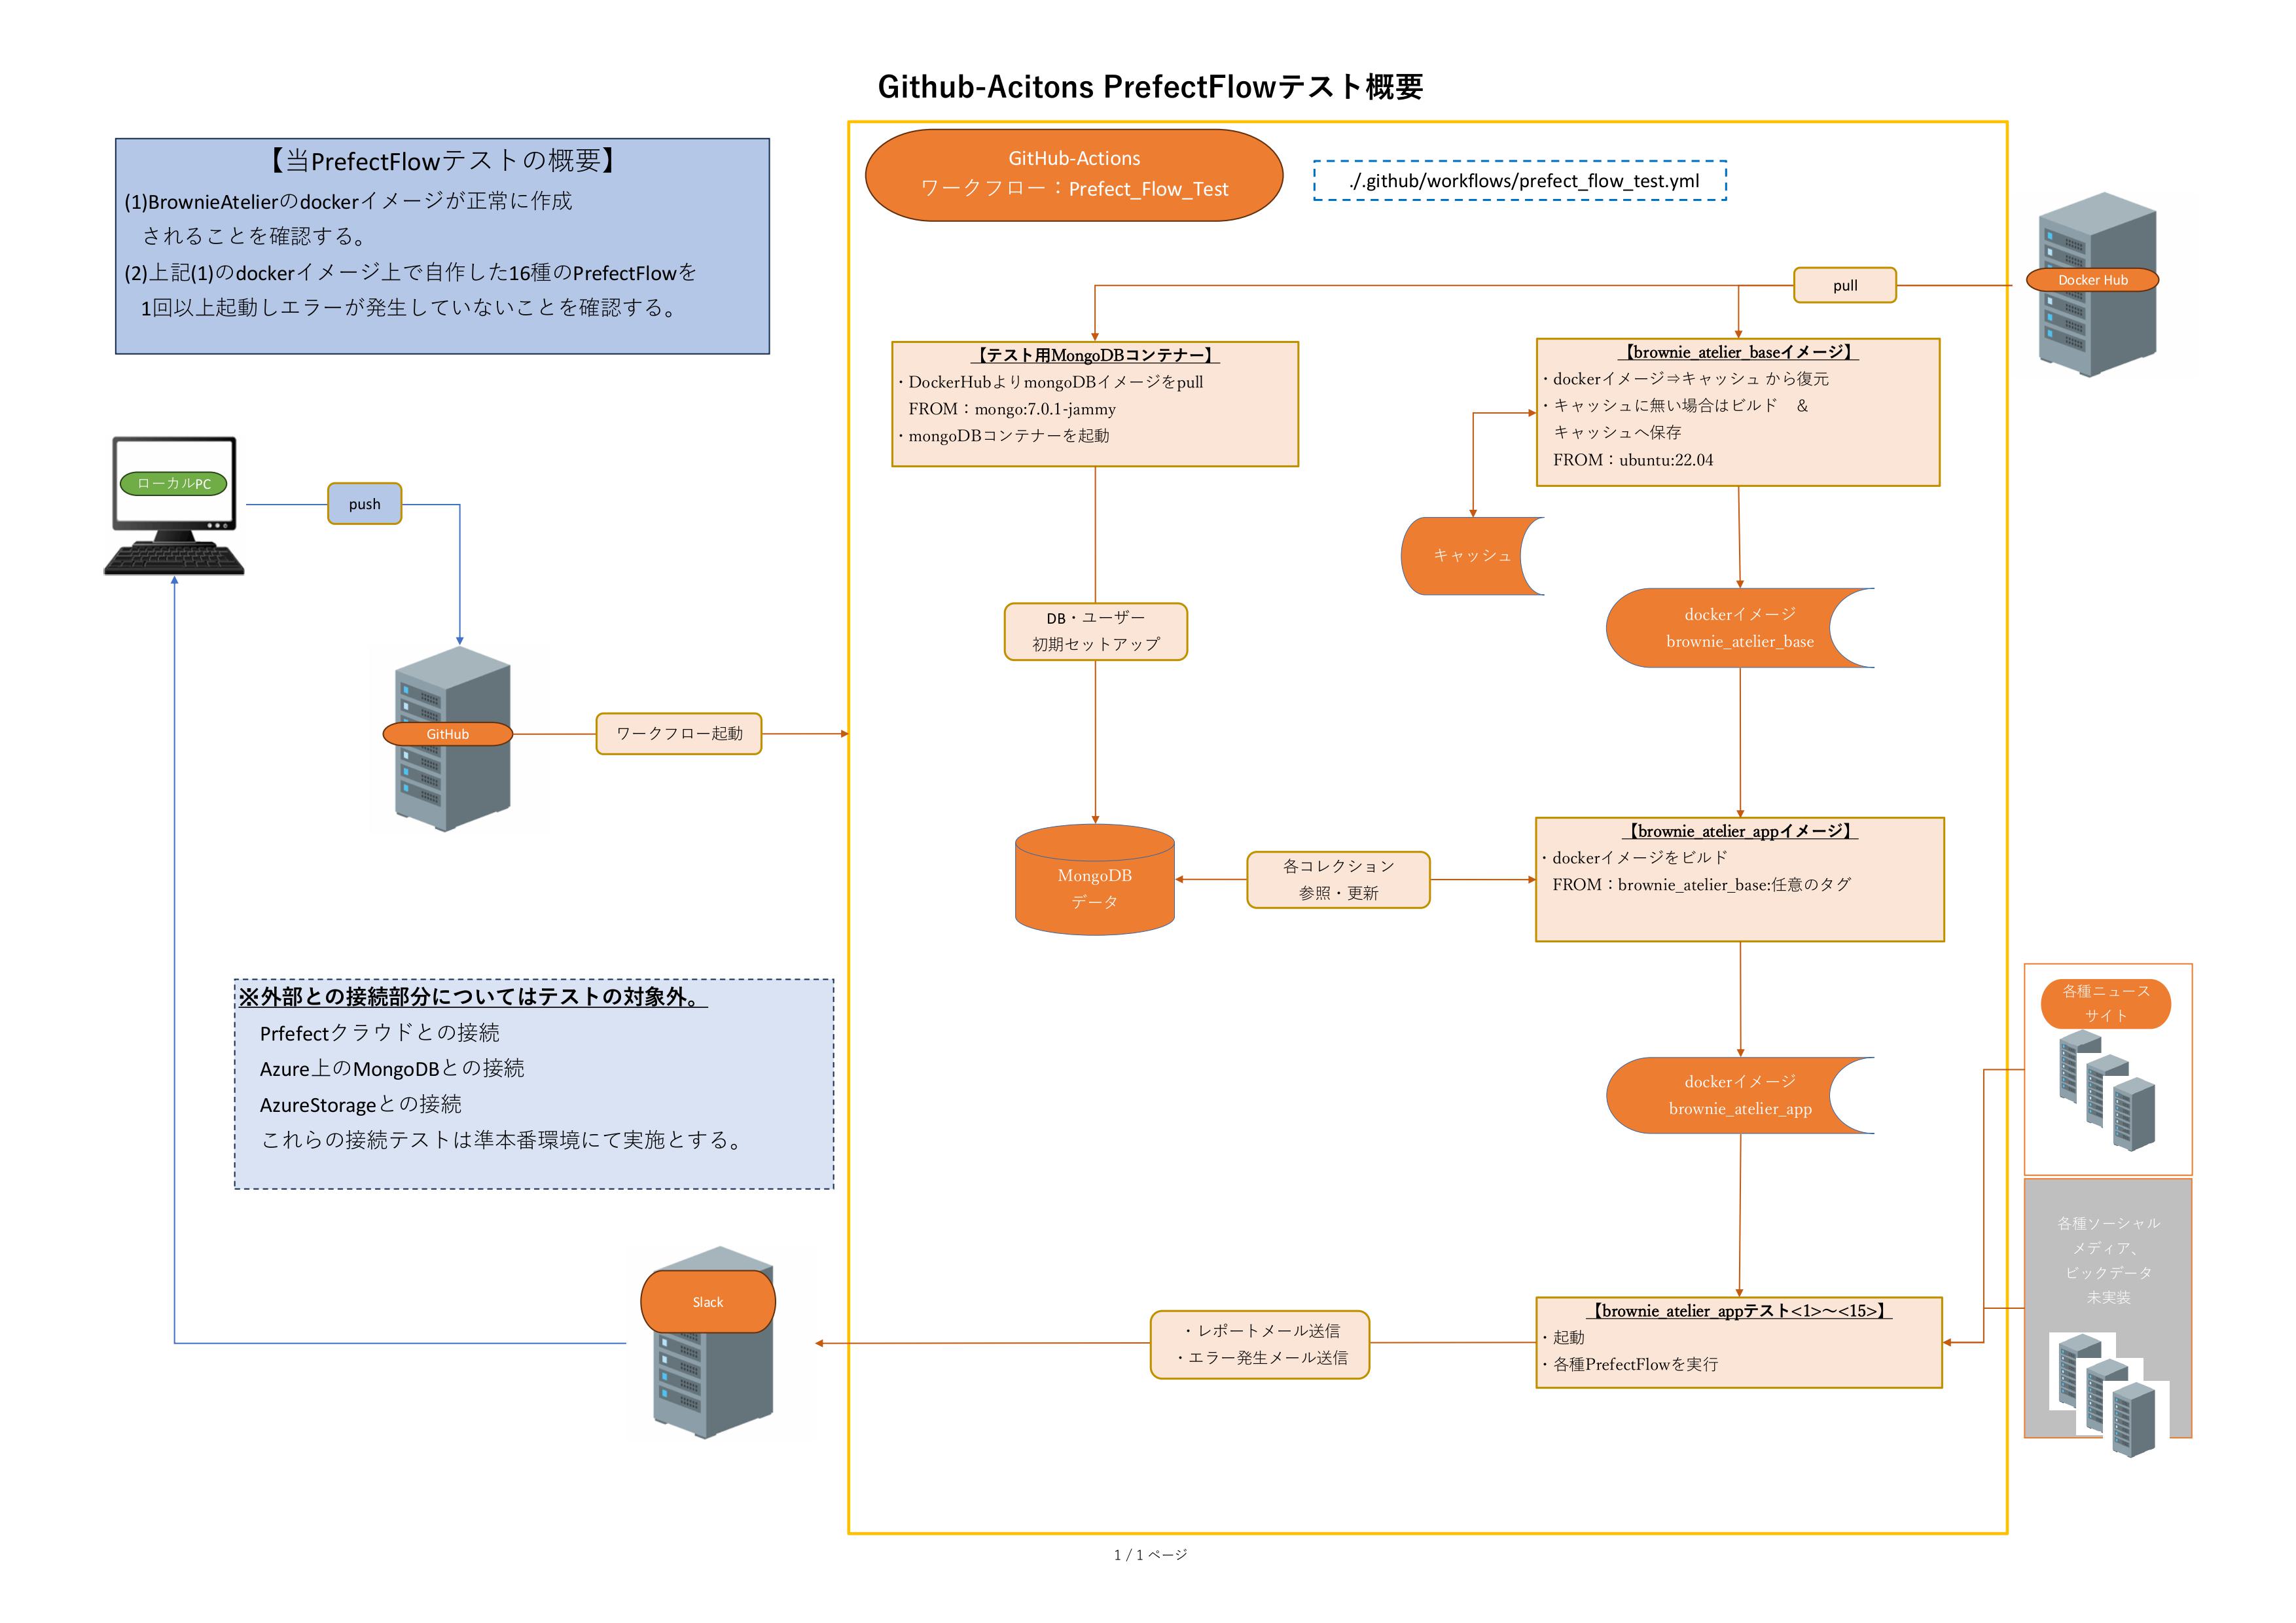 Github-Acitons PrefectFlowテスト概要
【当PrefectFlowテストの概要】
(1)BrownieAtelierのdockerイメージが正常に作成
されることを確認する。
(2)上記(1)のdockerイメージ上で自作した16種のPrefectFlowを
1回以上起動しエラーが発生していないことを確認する。
GitHub-Actions
ワークフロー：Prefect_Flow_Test
./.github/workflows/prefect_flow_test.yml
Docker Hub
pull
【テスト用MongoDBコンテナー】
・DockerHubよりmongoDBイメージをpull
FROM：mongo:7.0.1-jammy
・mongoDBコンテナーを起動
【brownie_atelier_baseイメージ】
・dockerイメージ⇒キャッシュ から復元
・キャッシュに無い場合はビルド　＆
キャッシュへ保存
FROM：ubuntu:22.04
ローカルPC
push
キャッシュ
DB・ユーザー
初期セットアップ
dockerイメージ
brownie_atelier_base
GitHub
ワークフロー起動
MongoDB
データ
各コレクション
参照・更新
【brownie_atelier_appイメージ】
・dockerイメージをビルド
FROM：brownie_atelier_base:任意のタグ
※外部との接続部分についてはテストの対象外。
Prfefectクラウドとの接続
Azure上のMongoDBとの接続
AzureStorageとの接続
これらの接続テストは準本番環境にて実施とする。
各種ニュース
サイト
dockerイメージ
brownie_atelier_app
各種ソーシャル
メディア、
ビックデータ
未実装
Slack
・レポートメール送信
・エラー発生メール送信
【brownie_atelier_appテスト<1>～<15>】
・起動
・各種PrefectFlowを実行
1 / 1 ページ